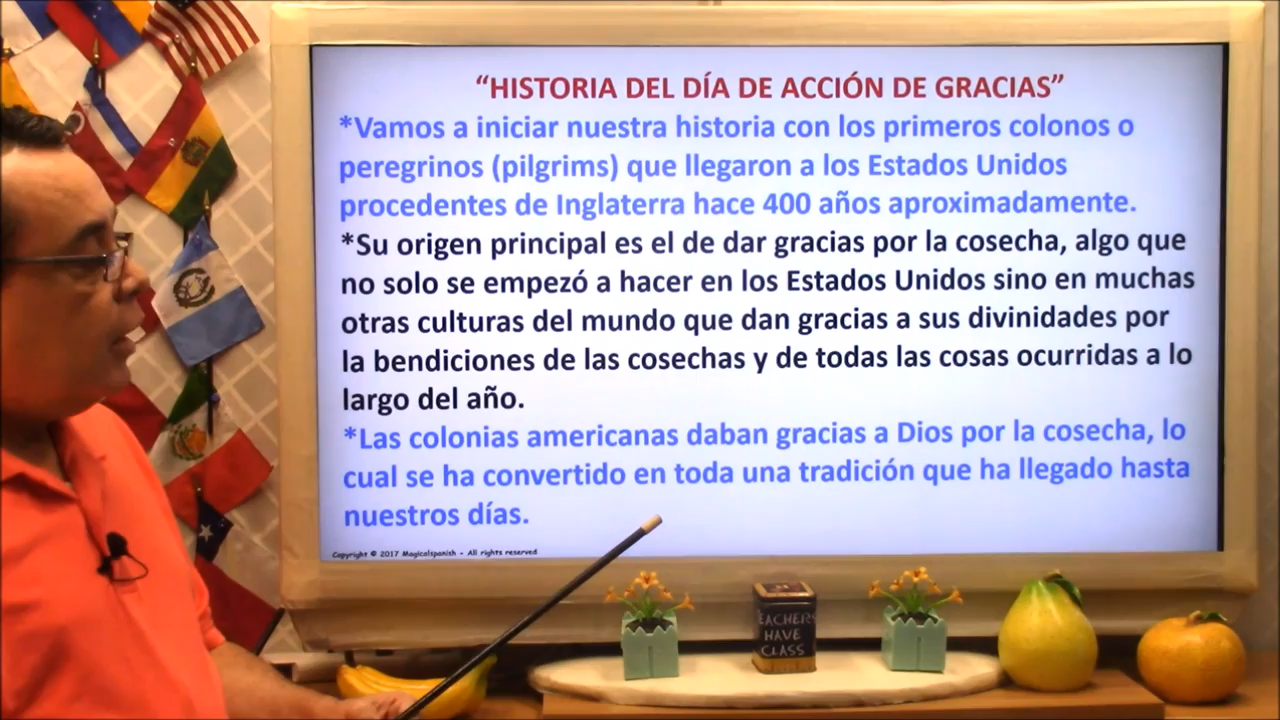 “HISTORIA DEL DÍA DE ACCIÓN DE GRACIAS”
*Vamos a iniciar nuestra historia con los primeros colonos o
peregrinos (pilgrims) que llegaron a los Estados Unidos
procedentes de Inglaterra hace 400 años aproximadamente.
*Su origen principal es el de dar gracias por la cosecha, algo que
no solo se empezó a hacer en los Estados Unidos sino en muchas
otras culturas del mundo que dan gracias a sus divinidades por
la bendiciones de las cosechas y de todas las cosas ocurridas a lo
largo del año.
*Las colonias americanas daban gracias a Dios por la cosecha, lo
cual se ha convertido en toda una tradición que ha llegado hasta
nuestros días.
Copyright © 2017 Magicalspanish - All rights reserved
TEACHERS
HAVE
CLASS